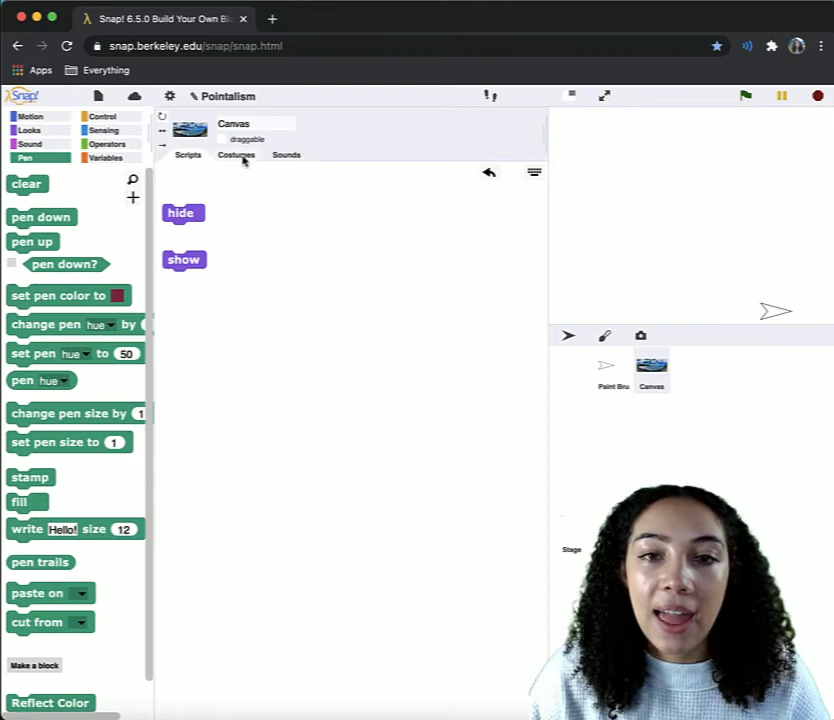 Snap! 6.5.0 Build Your Own Blo
snap.berkeley.edu/snap/snap.html
Apps
Everything
Snap!
Pointalism
Motion
Control
Looks
Sensing
Sound
Operators
Pen
Variables
Canvas
draggable
Scripts
Costumes
Sounds
clear
pen down
pen up
pen down?
set pen color to
change pen hue by
set pen hue to 50
pen hue
change pen size by 1
set pen size to 1
stamp
fill
write Hello! size 12
pen trails
paste on
cut from
Make a block
Reflect Color
hide
show
Paint Bru
Canvas
Stage